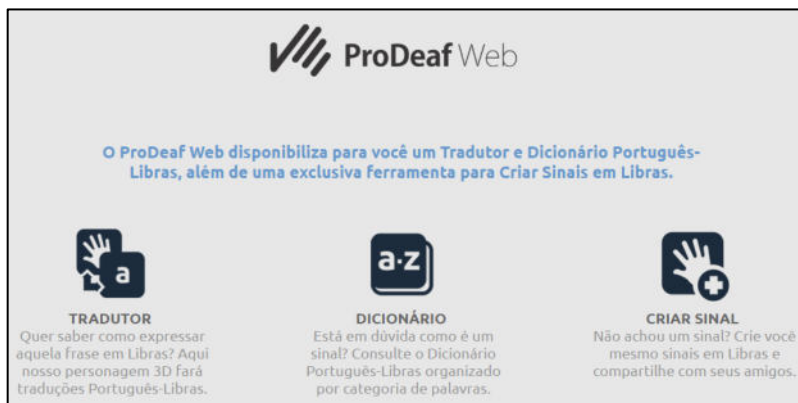 ProDeaf Web
O ProDeaf Web disponibiliza para você um Tradutor e Dicionário Português-
Libras, além de uma exclusiva ferramenta para Criar Sinais em Libras.
a
TRADUTOR
Quer saber como expressar
aquela frase em Libras? Aqui
nosso personagem 3D fará
traduções Português-Libras.
a-z
DICIONÁRIO
Está em dúvida como é um
sinal? Consulte o Dicionário
Português-Libras organizado
por categoria de palavras.
CRIAR SINAL
Não achou um sinal? Crie você
mesmo sinais em Libras e
compartilhe com seus amigos.